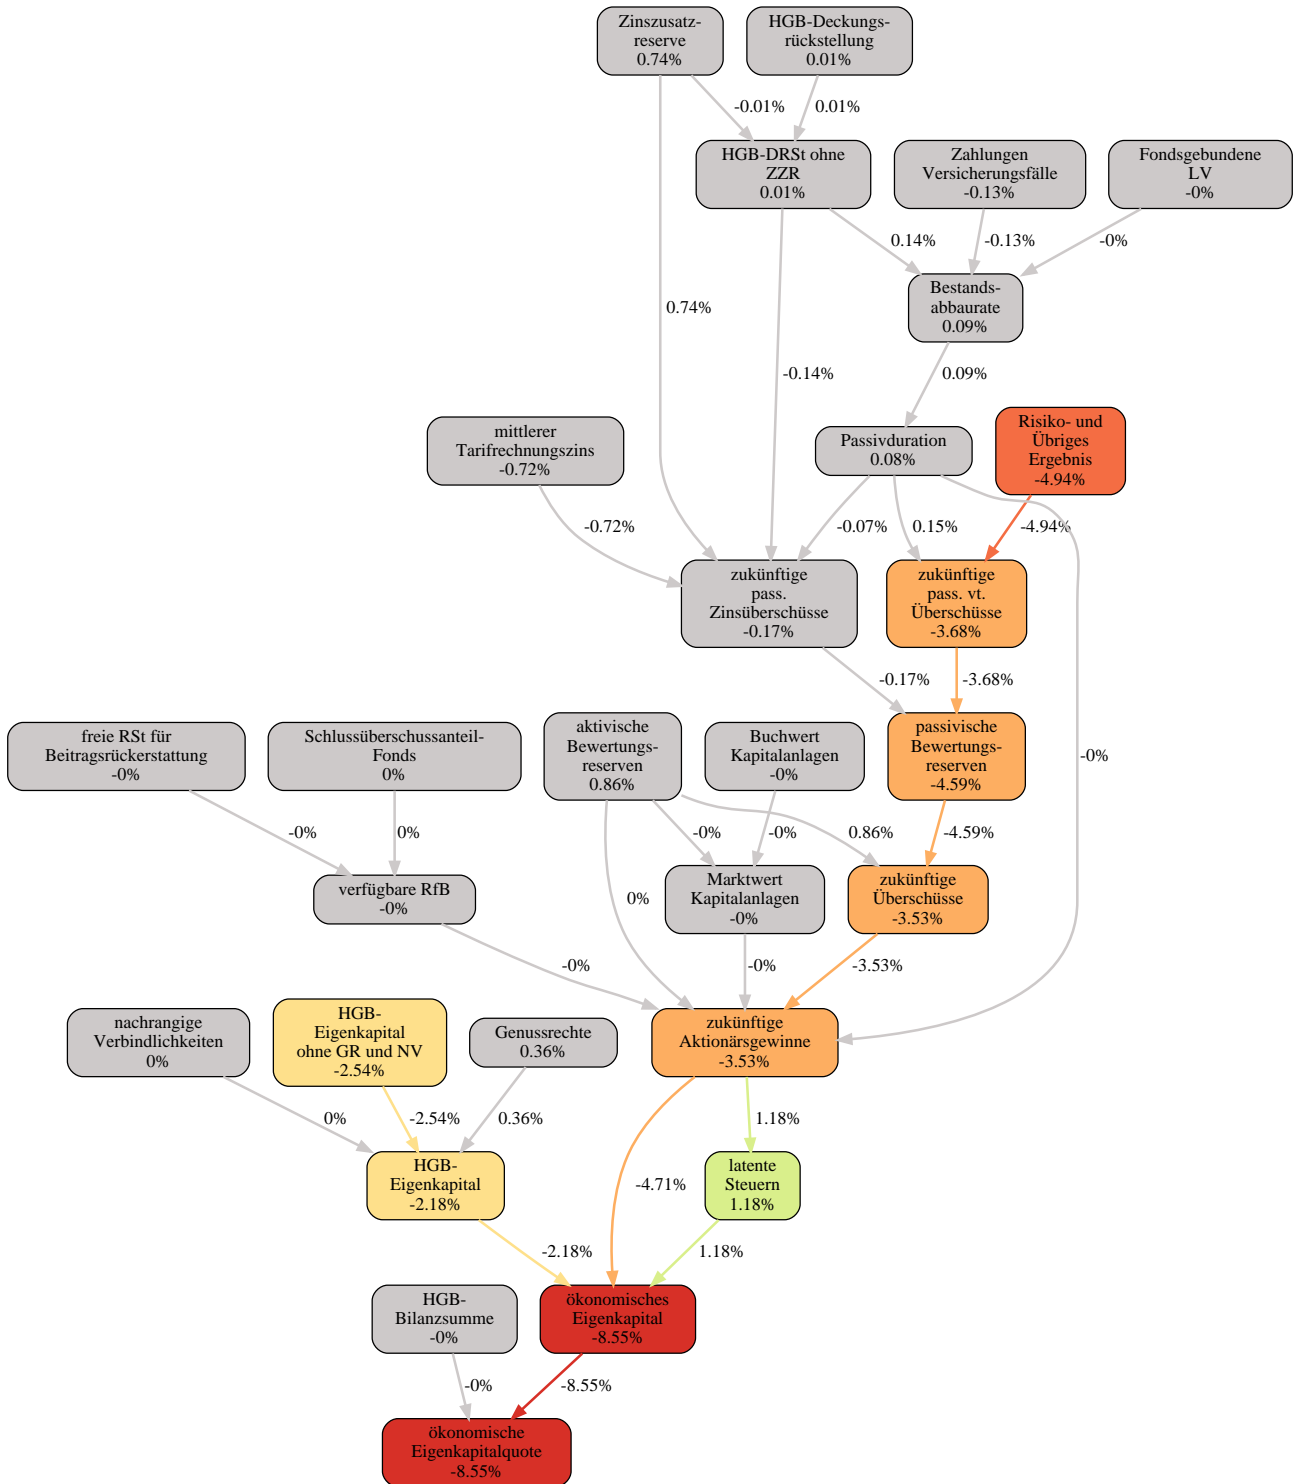 Zinszusatz-
reserve
0.74%
HGB-Deckungs-
rückstellung
0.01%
-0.01%
0.01%
HGB-DRSt ohne
ZZR
0.01%
Zahlungen
Versicherungsfälle
-0.13%
Fondsgebundene
LV
-0%
0.14%
-0.13%
-0%
Bestands-
abbaurate
0.09%
0.74%
-0.14%
0.09%
mittlerer
Tarifrechnungszins
-0.72%
Passivduration
0.08%
Risiko- und
Übriges
Ergebnis
-4.94%
-0.72%
-0.07%
0.15%
-4.94%
zukünftige
pass.
Zinsüberschüsse
-0.17%
zukünftige
pass. vt.
Überschüsse
-3.68%
-0.17%
-3.68%
freie RSt für
Beitragsrückerstattung
-0%
Schlussüberschussanteil-
Fonds
0%
aktivische
Bewertungs-
reserven
0.86%
Buchwert
Kapitalanlagen
-0%
passivische
Bewertungs-
reserven
-4.59%
-0%
-0%
0%
-0%
-0%
0.86%
-4.59%
verfügbare RfB
-0%
0%
Marktwert
Kapitalanlagen
-0%
zukünftige
Überschüsse
-3.53%
-0%
-0%
-3.53%
nachrangige
Verbindlichkeiten
0%
HGB-
Eigenkapital
ohne GR und NV
-2.54%
Genussrechte
0.36%
zukünftige
Aktionärsgewinne
-3.53%
0%
-2.54%
0.36%
1.18%
HGB-
Eigenkapital
-2.18%
-4.71%
latente
Steuern
1.18%
-2.18%
1.18%
HGB-
Bilanzsumme
-0%
ökonomisches
Eigenkapital
-8.55%
-0%
-8.55%
ökonomische
Eigenkapitalquote
-8.55%